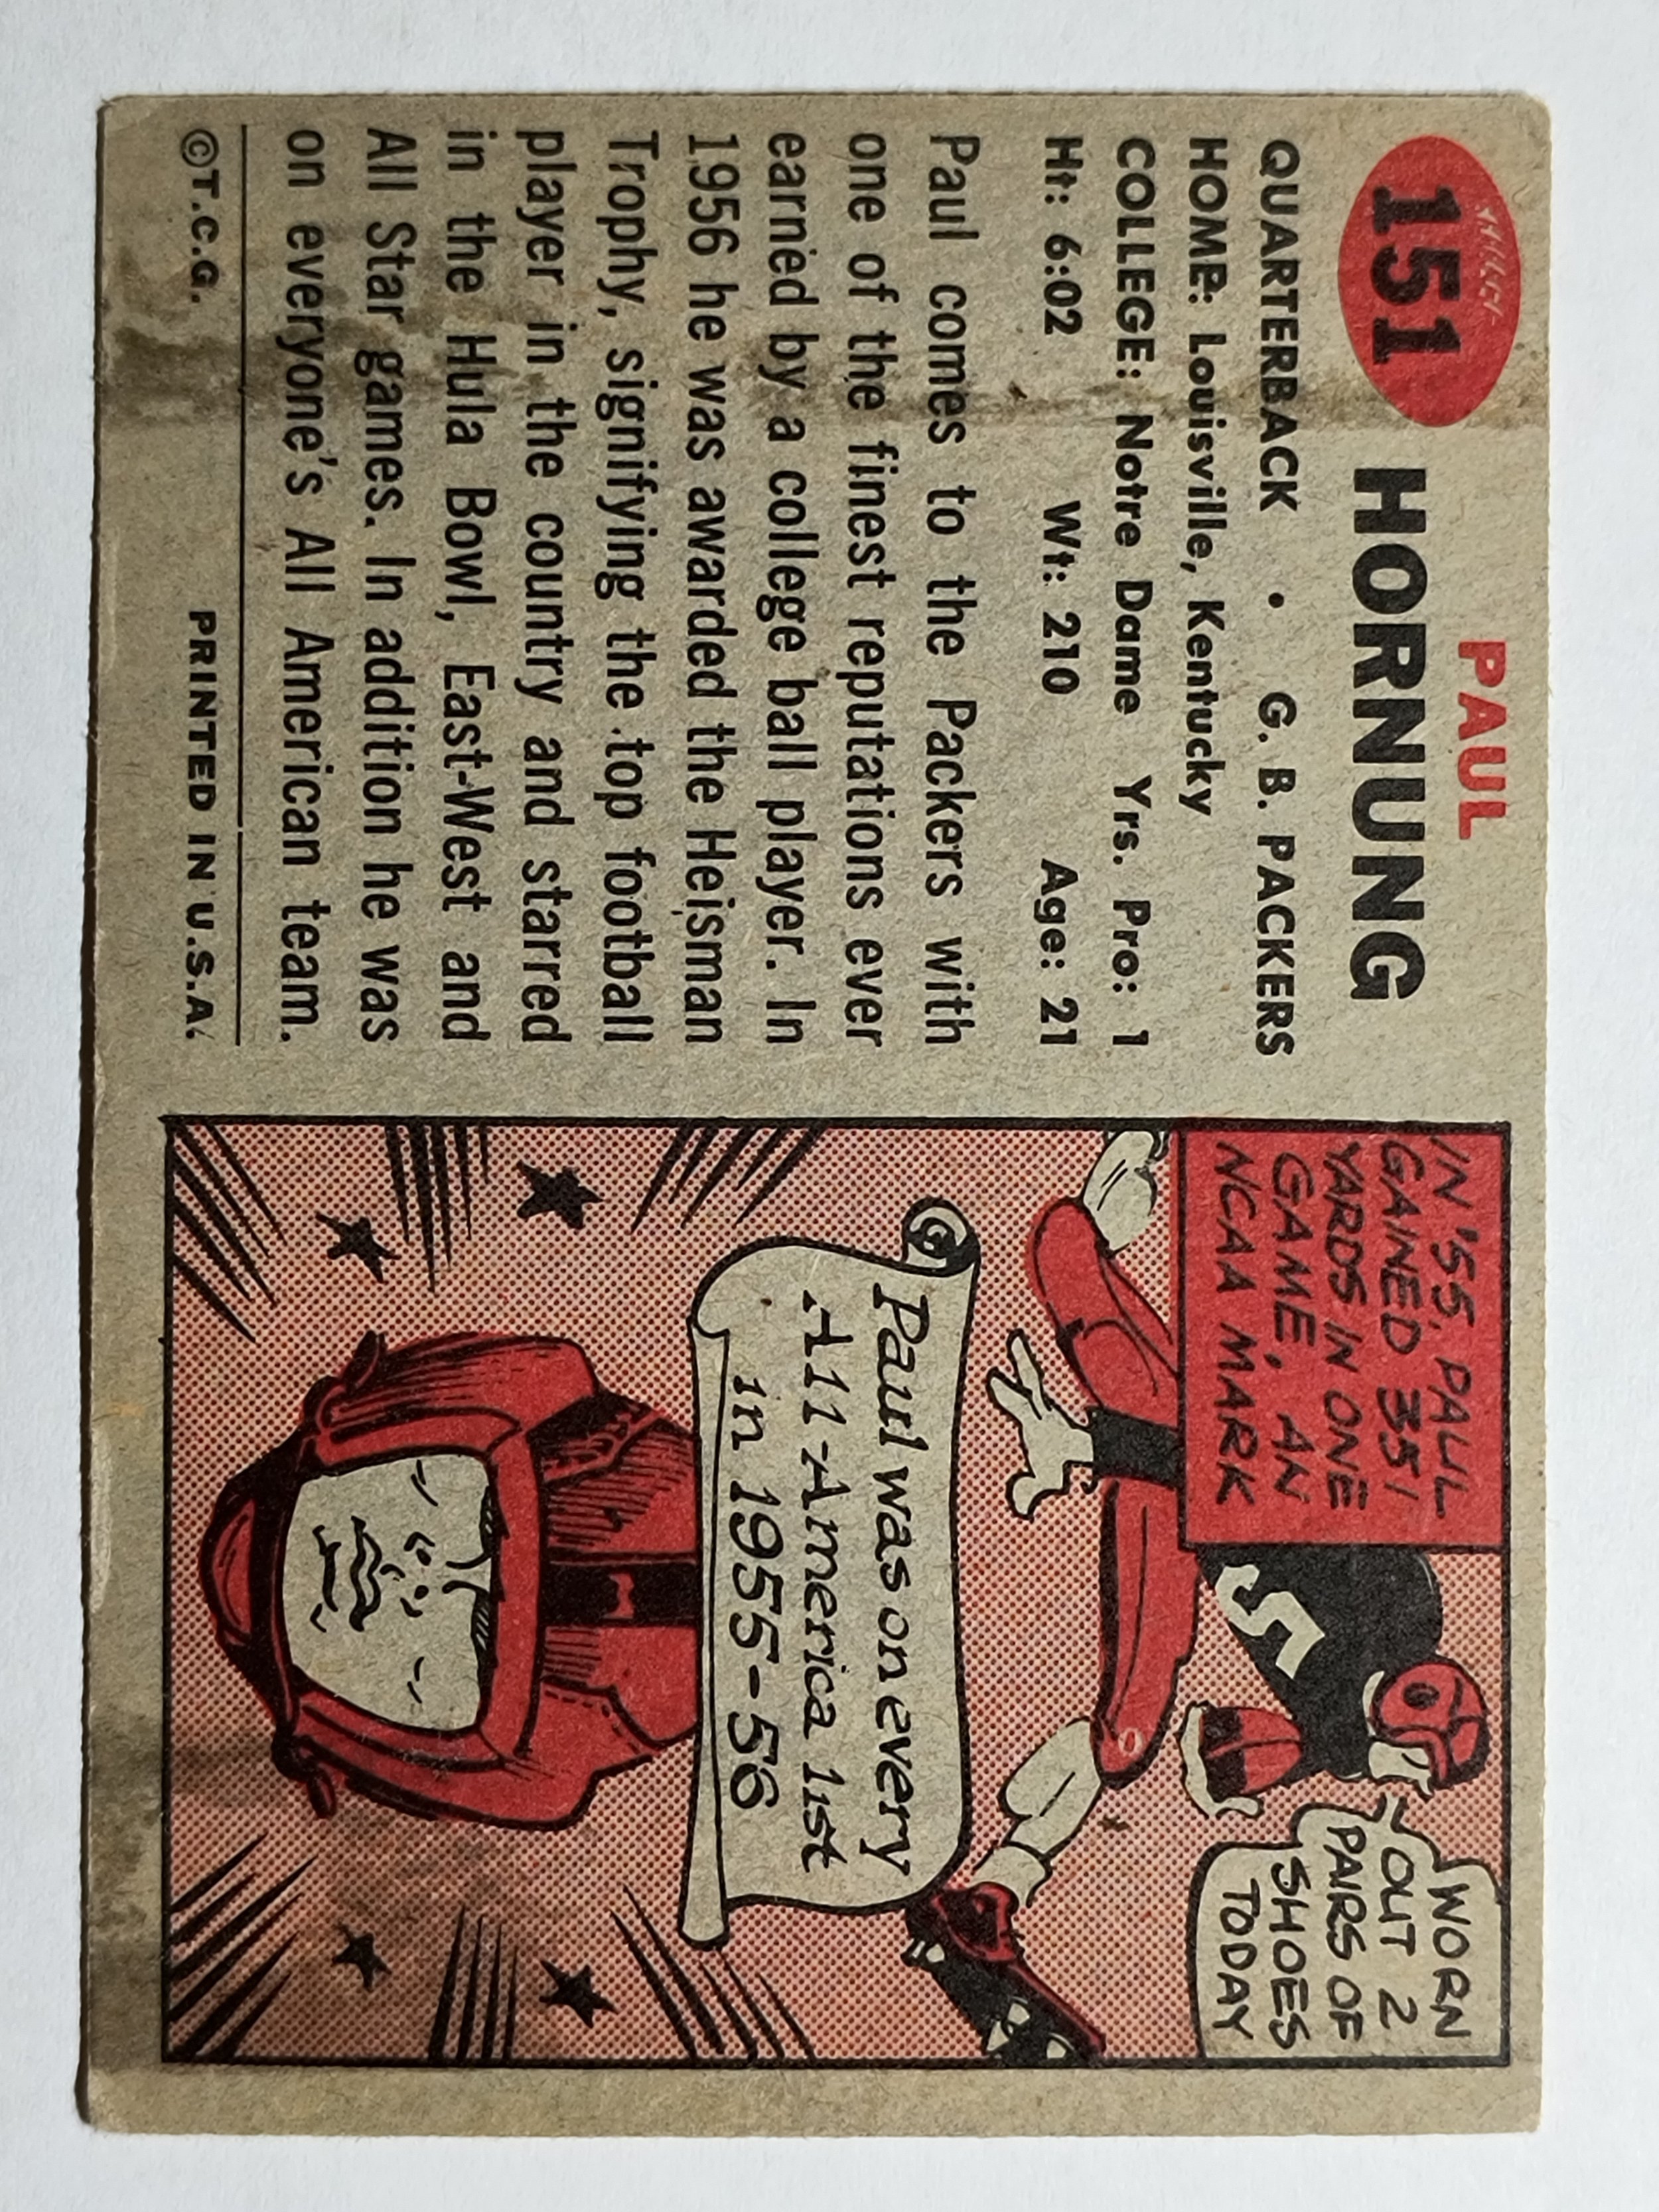 151
PAUL
HORNUNG
QUARTERBACK • G. B. PACKERS
HOME: Louisville, Kentucky
COLLEGE: Notre Dame Yrs. Pro: 1
Ht: 6:02 Wt: 210 Age: 21
Paul comes to the Packers with
one of the finest reputations ever
earned by a college ball player. In
1956 he was awarded the Heisman
Trophy, signifying the top football
player in the country and starred
in the Hula Bowl, East-West and
All Star games. In addition he was
on everyone's All American team.
©T.C.G. PRINTED IN U.S.A.
IN '55, PAUL
GAINED 351
YARDS IN ONE
GAME, AN
NCAA MARK
5
WORN
OUT 2
PAIRS OF
SHOES
TODAY
Paul was on every
All-America list
in 1955-56